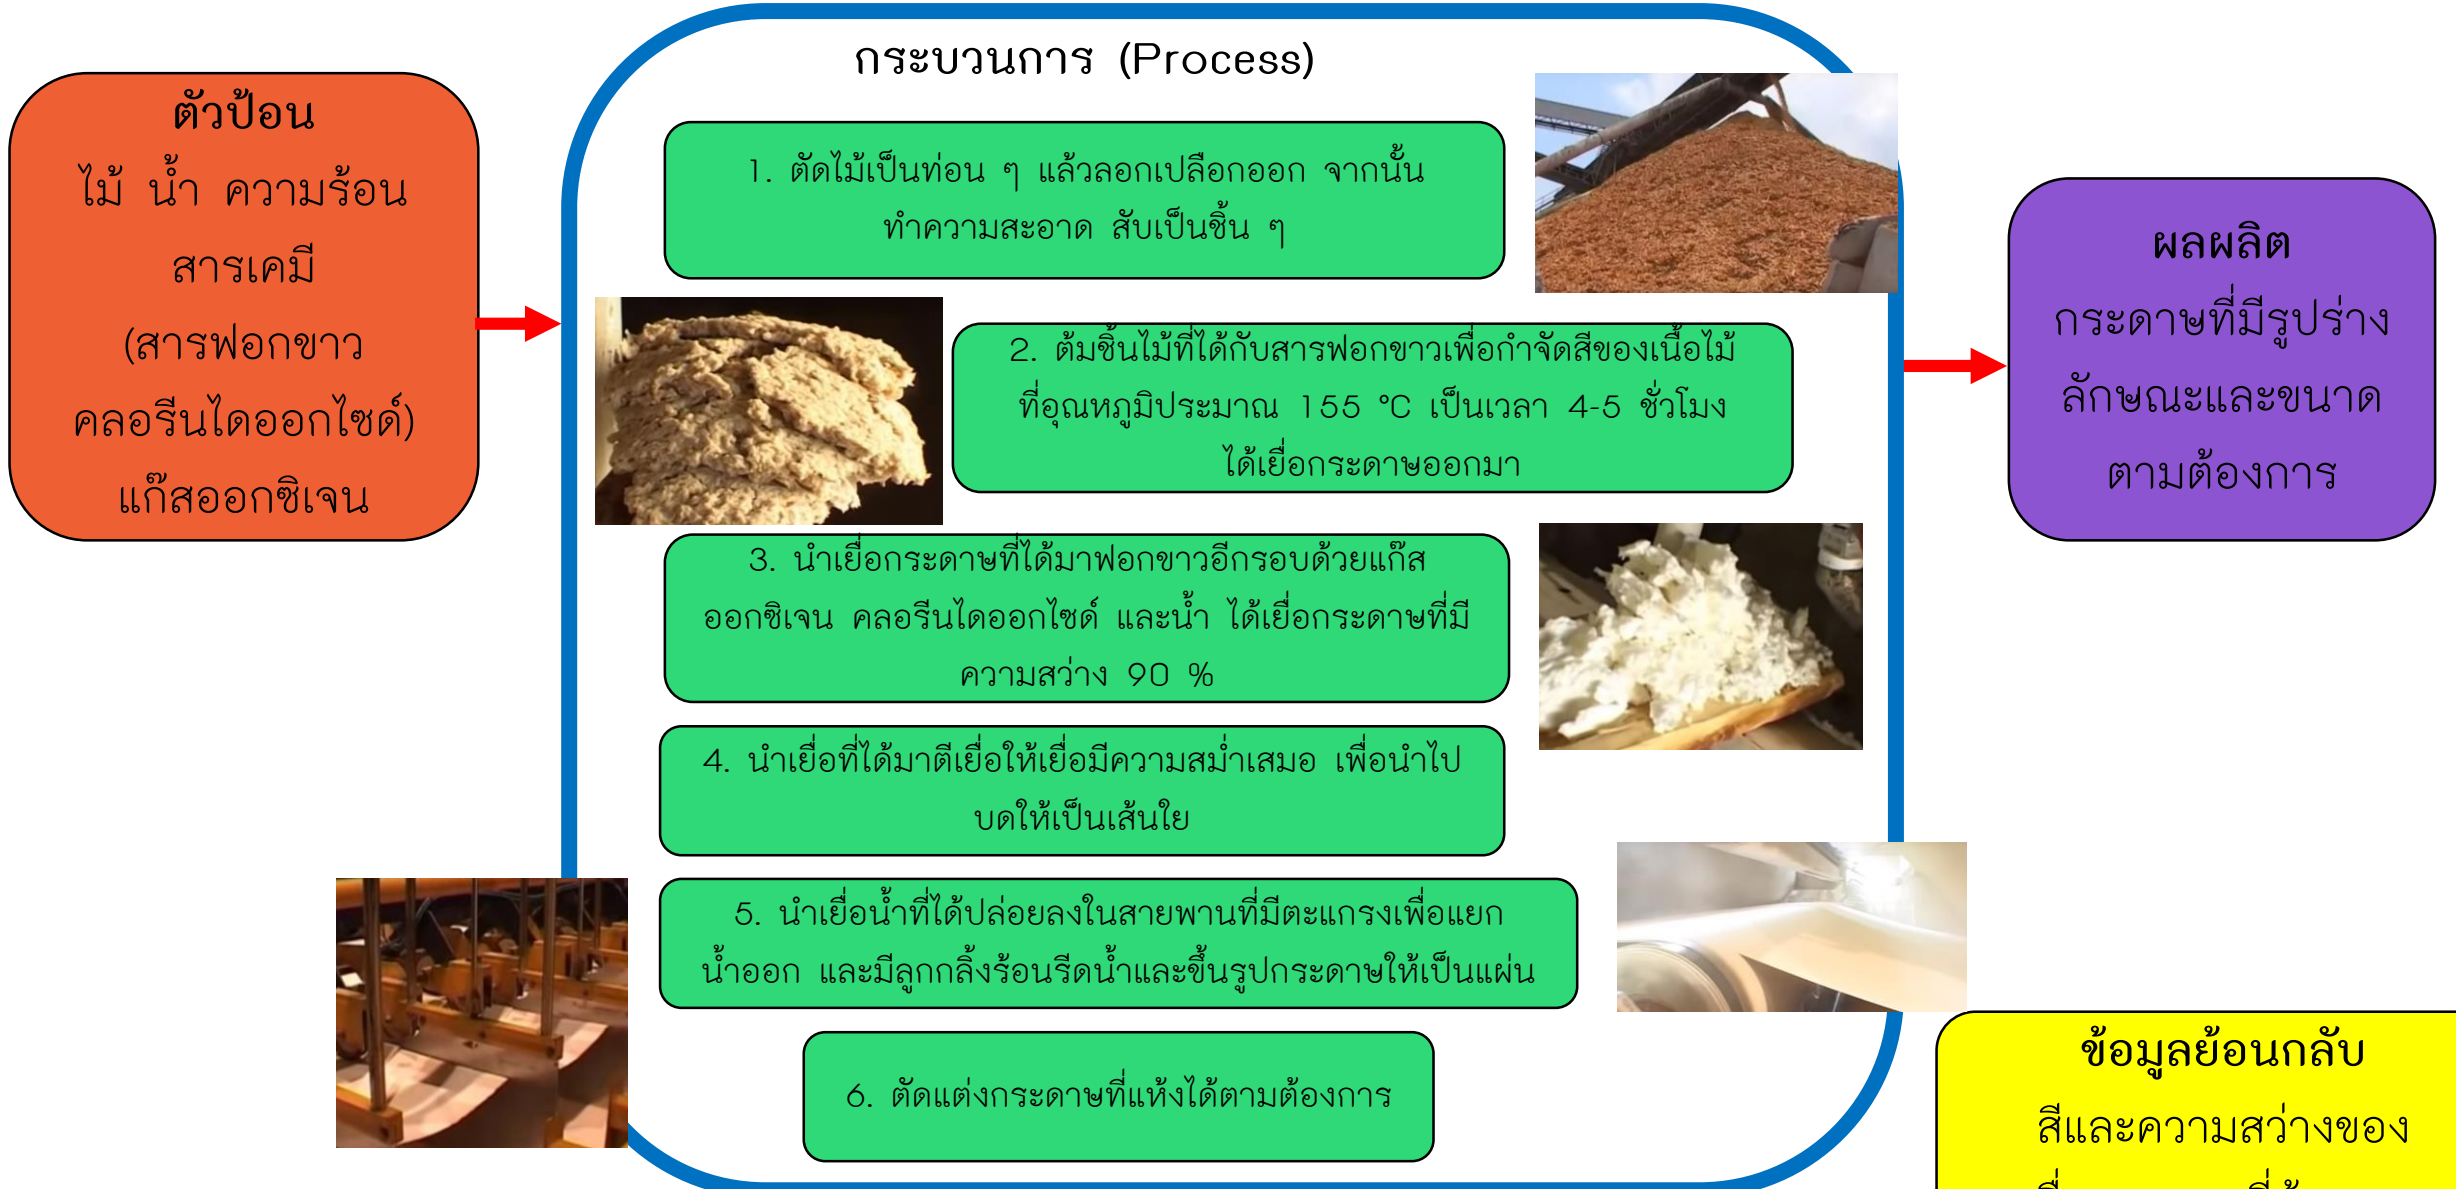 กระบวนการ (Process)
ตัวป้อน
ไม้ น้ำ ความร้อน
สารเคมี
(สารฟอกขาว
คลอรีนไดออกไซด์)
แก๊สออกซิเจน
1. ตัดไม้เป็นท่อน ๆ แล้วลอกเปลือกออก จากนั้น
ทำความสะอาด สับเป็นชิ้น ๆ
2. ต้มชิ้นไม้ที่ได้กับสารฟอกขาวเพื่อกำจัดสีของเนื้อไม้
ที่อุณหภูมิประมาณ 155 °C เป็นเวลา 4-5 ชั่วโมง
ได้เยื่อกระดาษออกมา
3. นำเยื่อกระดาษที่ได้มาฟอกขาวอีกรอบด้วยแก๊ส
ออกซิเจน คลอรีนไดออกไซด์ และน้ำ ได้เยื่อกระดาษที่มี
ความสว่าง 90 %
4. นำเยื่อที่ได้มาตีเยื่อให้เยื่อมีความสม่ำเสมอ เพื่อนำไป
บดให้เป็นเส้นใย
5. นำเยื่อน้ำที่ได้ปล่อยลงในสายพานที่มีตะแกรงเพื่อแยก
น้ำออก และมีลูกกลิ้งร้อนรีดน้ำและขึ้นรูปกระดาษให้เป็นแผ่น
6. ตัดแต่งกระดาษที่แห้งได้ตามต้องการ
ผลผลิต
กระดาษที่มีรูปร่าง
ลักษณะและขนาด
ตามต้องการ
ข้อมูลย้อนกลับ
สีและความสว่างของ